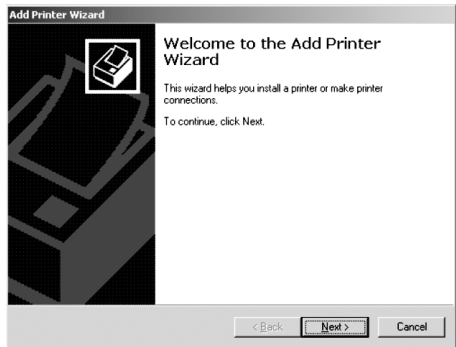 Add Printer Wizard
Welcome to the Add Printer
Wizard
This wizard helps you install a printer or make printer
connections.
To continue, click Next.
< Back
Next >
Cancel